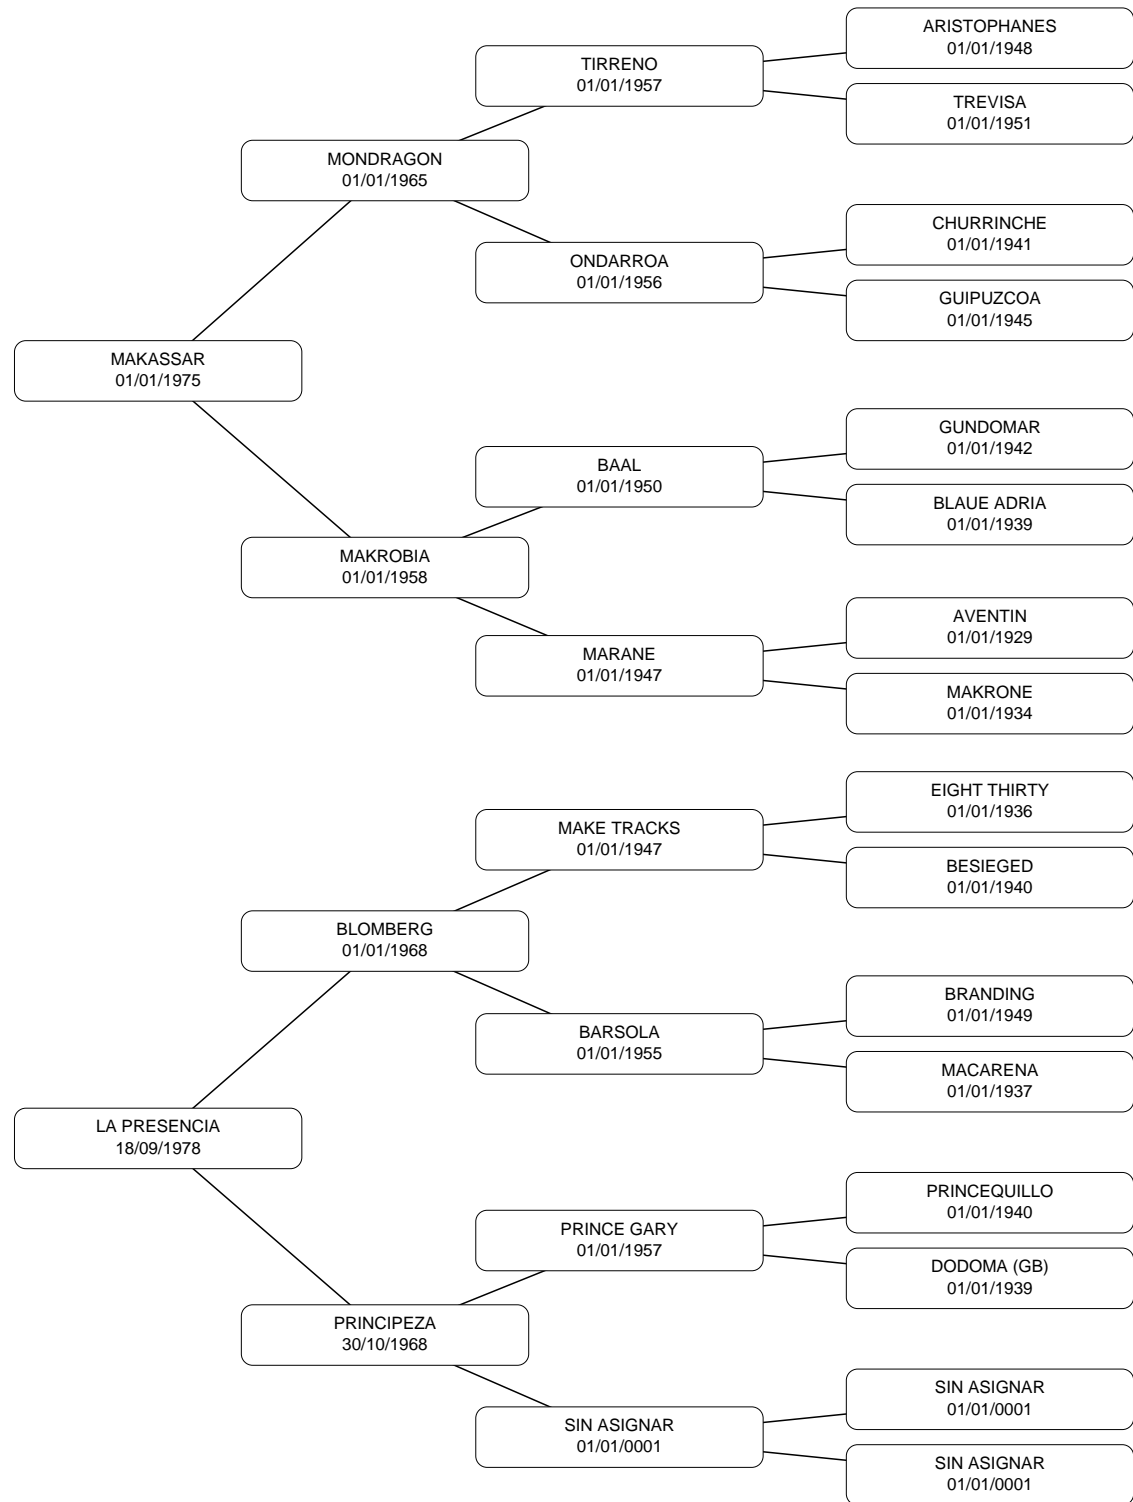 ARISTOPHANES
01/01/1948
TIRRENO
01/01/1957
TREVISA
01/01/1951
MONDRAGON
01/01/1965
CHURRINCHE
01/01/1941
ONDARROA
01/01/1956
GUIPUZCOA
01/01/1945
MAKASSAR
01/01/1975
GUNDOMAR
01/01/1942
BAAL
01/01/1950
BLAUE ADRIA
01/01/1939
MAKROBIA
01/01/1958
AVENTIN
01/01/1929
MARANE
01/01/1947
MAKRONE
01/01/1934
EIGHT THIRTY
01/01/1936
MAKE TRACKS
01/01/1947
BESIEGED
01/01/1940
BLOMBERG
01/01/1968
BRANDING
01/01/1949
BARSOLA
01/01/1955
MACARENA
01/01/1937
LA PRESENCIA
18/09/1978
PRINCEQUILLO
01/01/1940
PRINCE GARY
01/01/1957
DODOMA (GB)
01/01/1939
PRINCIPEZA
30/10/1968
SIN ASIGNAR
01/01/0001
SIN ASIGNAR
01/01/0001
SIN ASIGNAR
01/01/0001